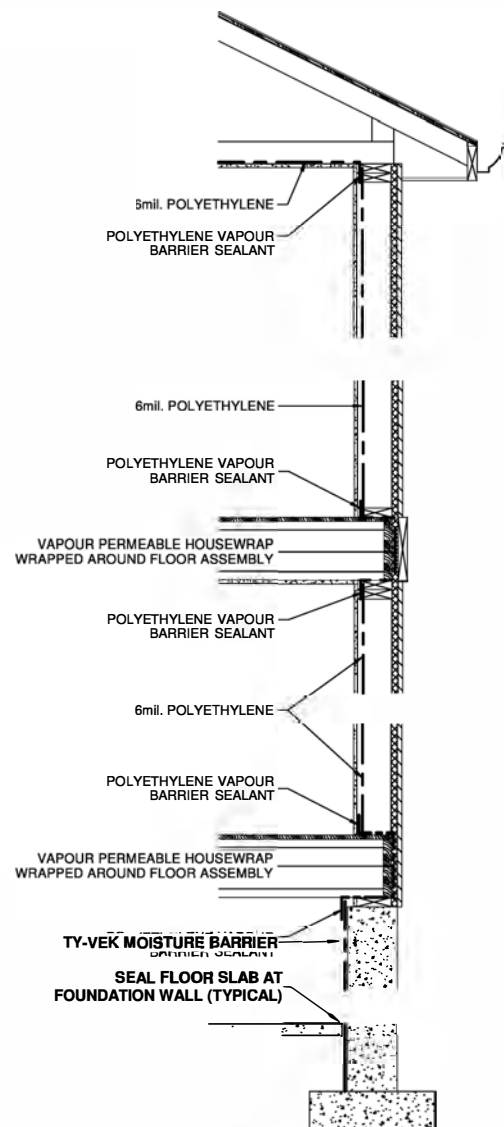 6mil. POLYETHYLENE
POLYETHYLENE VAPOUR
BARRIER SEALANT
6mil. POLYETHYLENE
POLYETHYLENE VAPOUR
BARRIER SEALANT
VAPOUR PERMEABLE HOUSEWRAP
WRAPPED AROUND FLOOR ASSEMBLY
POLYETHYLENE VAPOUR
BARRIER SEALANT
6mil. POLYETHYLENE
POLYETHYLENE VAPOUR
BARRIER SEALANT
VAPOUR PERMEABLE HOUSEWRAP
WRAPPED AROUND FLOOR ASSEMBLY
TY-VEK MOISTURE BARRIER
BARRIER SEALANT
SEAL FLOOR SLAB AT
FOUNDATION WALL (TYPICAL)